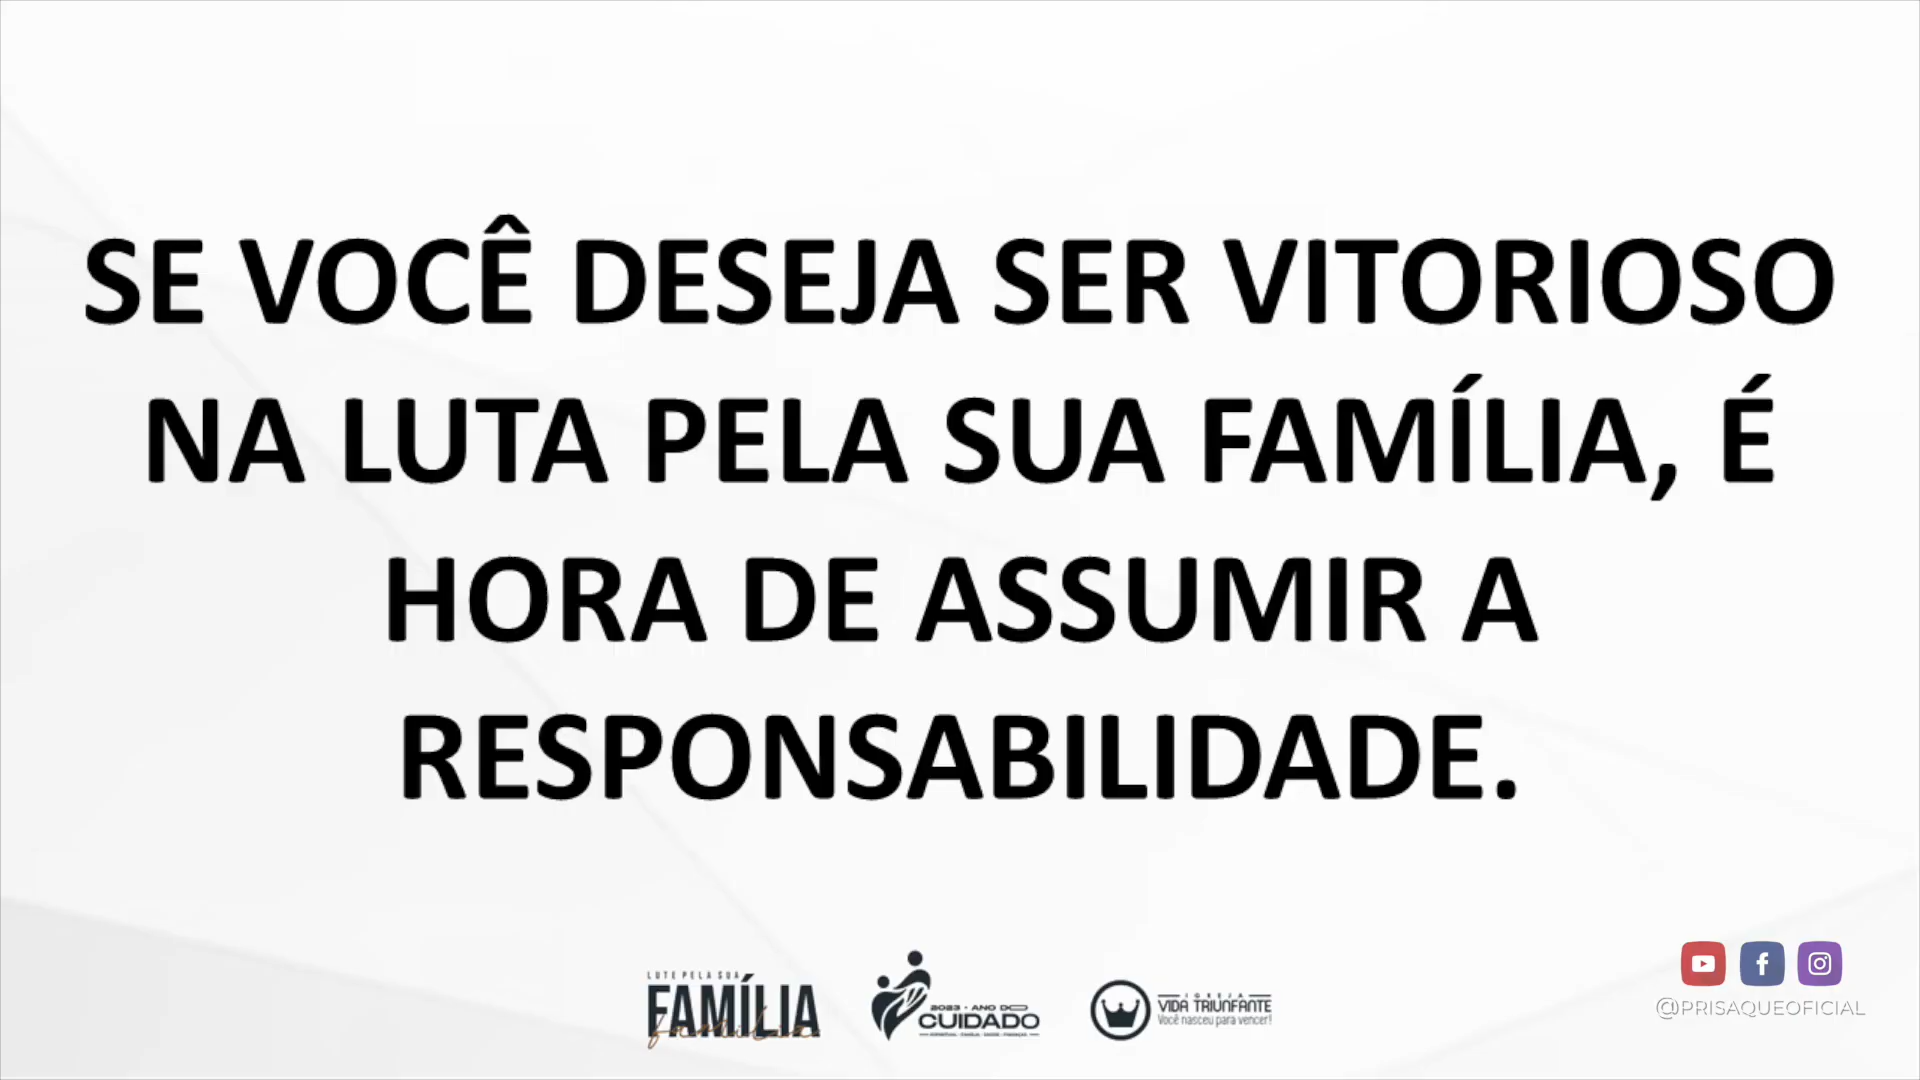 SE VOCÊ DESEJA SER VITORIOSO
NA LUTA PELA SUA FAMÍLIA, É
HORA DE ASSUMIR A
RESPONSABILIDADE.
LUTE PELA SUA
FAMÍLIA
família
2023 • ANO DO
CUIDADO
IGREJA
VIDA TRIUNFANTE
Você nasceu para vencer!
@PRISAQUEOFICIAL